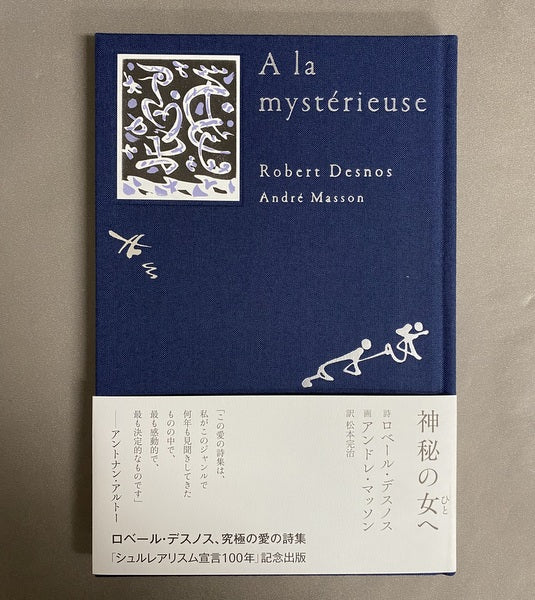 A la
mystérieuse
Robert Desnos
André Masson
神秘の女へ
ひと
詩 ロベール・デスノス
画 アンドレ・マッソン
訳 松本完治
「この愛の詩集は、
私がこのジャンルで
何年も見聞きしてきた
ものの中で、
最も感動的で、
最も決定的なものです」
――アントナン・アルトー
ロベール・デスノス、究極の愛の詩集
「シュルレアリスム宣言100年」記念出版